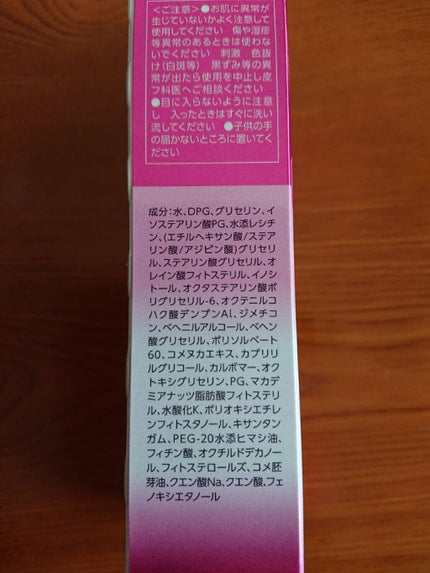 <ご注意>●お肌に異常が
生じていないかよく注意して
使用してください　傷や湿疹
等異常のあるときは使わな
いでください　刺激　色抜
け(白斑等)　黒ずみ等の異
常が出たら使用を中止し皮
フ科医へご相談ください
●目に入らないように注意
し　入ったときはすぐに洗い
流してください　●子供の手
の届かないところに置いてく
ださい
成分:水、DPG、グリセリン、イ
ソステアリン酸PG、水添レシチ
ン、(エチルヘキサン酸/ステア
リン酸/アジピン酸)グリセリ
ル、ステアリン酸グリセリル、オ
レイン酸フィトステリル、イノシ
トール、オクタステアリン酸ポ
リグリセリル-6、オクテニルコ
ハク酸デンプンAl、ジメチコ
ン、ベヘニルアルコール、ベヘン
酸グリセリル、ポリソルベート
60、コメヌカエキス、カプリリ
ルグリコール、カルボマー、オク
トキシグリセリン、PG、マカデ
ミアナッツ脂肪酸フィトステリ
ル、水酸化K、ポリオキシエチレ
ンフィトスタノール、キサンタン
ガム、PEG-20水添ヒマシ油、
フィチン酸、オクチルドデカノー
ル、フィトステロールズ、コメ胚
芽油、クエン酸Na、クエン酸、フェ
ノキシエタノール